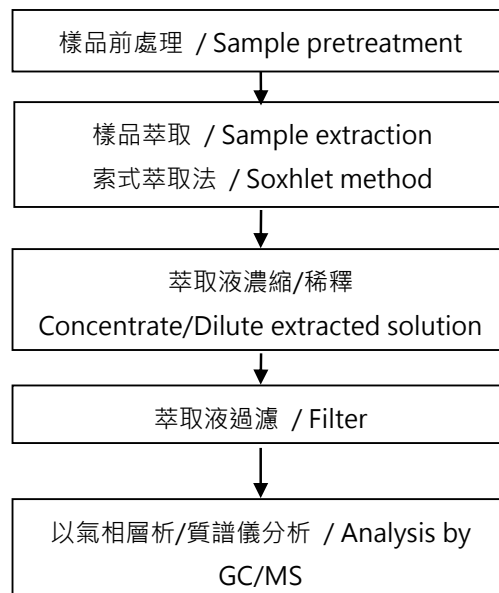 樣品前處理 / Sample pretreatment
樣品萃取 / Sample extraction
索式萃取法 / Soxhlet method
萃取液濃縮/稀釋
Concentrate/Dilute extracted solution
萃取液過濾 / Filter
以氣相層析/質譜儀分析 / Analysis by
GC/MS